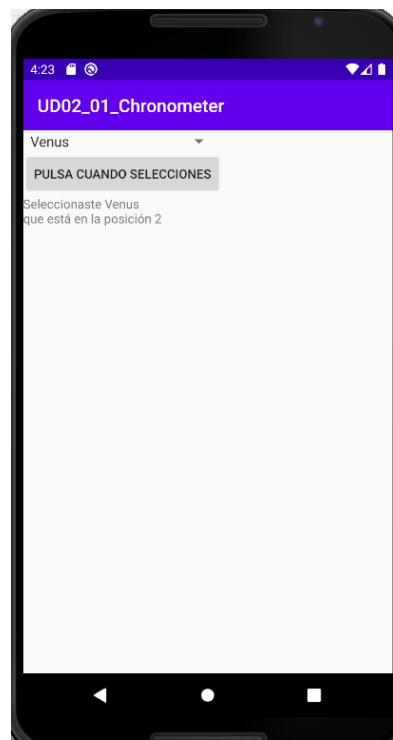 4:23
UD02_01_Chronometer
Venus
PULSA CUANDO SELECCIONES
Seleccionaste Venus
que está en la posición 2